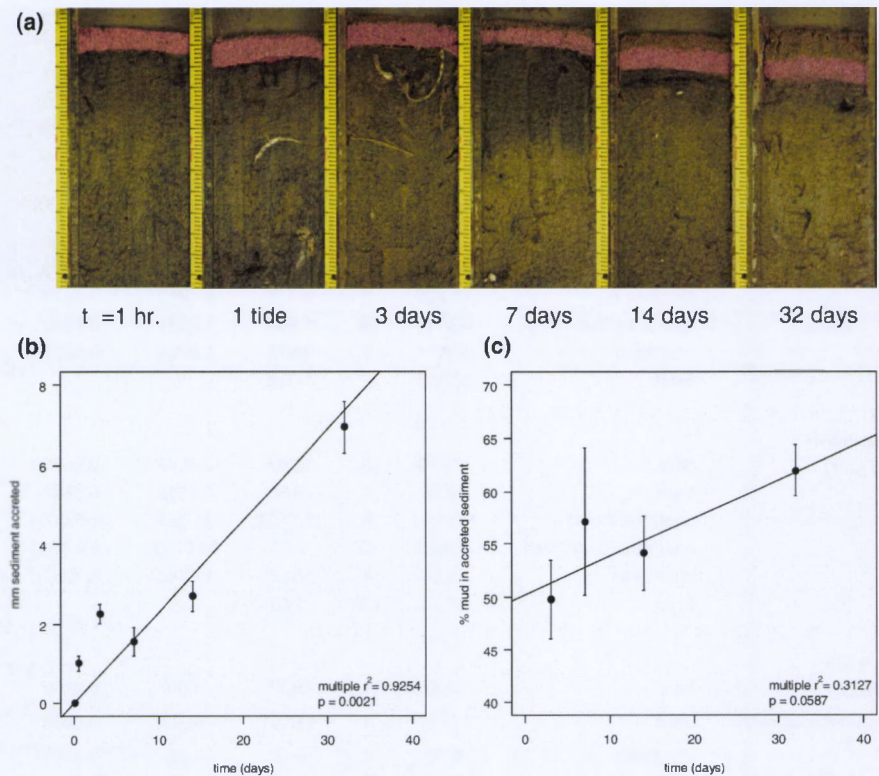 (a)
t =1 hr. 1 tide 3 days 7 days 14 days 32 days
(b)
8
6
4
2
0
mm sediment accreted
multiple r²= 0.9254
p = 0.0021
0 10 20 30 40
time (days)
(c)
70
65
60
55
50
45
40
% mud in accreted sediment
multiple r²= 0.3127
p = 0.0587
0 10 20 30 40
time (days)